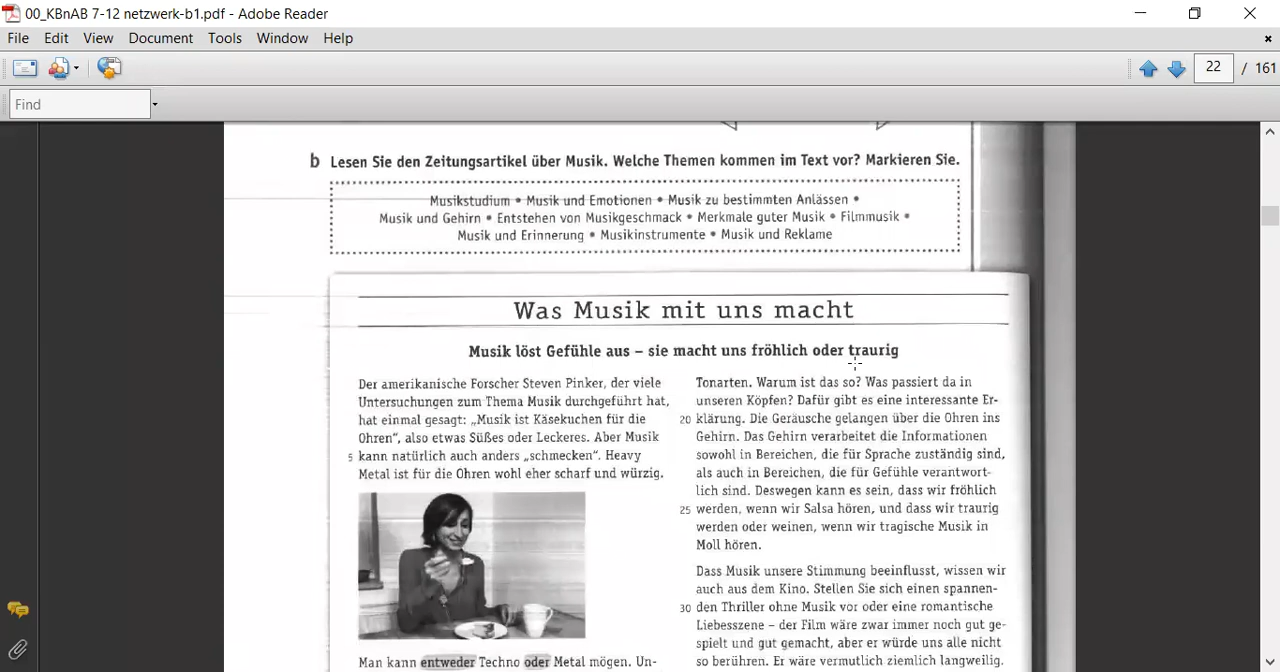 00_KBnAB 7-12 netzwerk-b1.pdf - Adobe Reader
File Edit View Document Tools Window Help
22 / 161
Find
b Lesen Sie den Zeitungsartikel über Musik. Welche Themen kommen im Text vor? Markieren Sie.
Musikstudium • Musik und Emotionen • Musik zu bestimmten Anlässen •
Musik und Gehirn • Entstehen von Musikgeschmack • Merkmale guter Musik • Filmmusik •
Musik und Erinnerung • Musikinstrumente • Musik und Reklame
Was Musik mit uns macht
Musik löst Gefühle aus – sie macht uns fröhlich oder traurig
Der amerikanische Forscher Steven Pinker, der viele
Untersuchungen zum Thema Musik durchgeführt hat,
hat einmal gesagt: „Musik ist Käsekuchen für die
Ohren“, also etwas Süßes oder Leckeres. Aber Musik
5 kann natürlich auch anders „schmecken“. Heavy
Metal ist für die Ohren wohl eher scharf und würzig.
Man kann entweder Techno oder Metal mögen. Un-
Tonarten. Warum ist das so? Was passiert da in
unseren Köpfen? Dafür gibt es eine interessante Er-
20 klärung. Die Geräusche gelangen über die Ohren ins
Gehirn. Das Gehirn verarbeitet die Informationen
sowohl in Bereichen, die für Sprache zuständig sind,
als auch in Bereichen, die für Gefühle verantwort-
lich sind. Deswegen kann es sein, dass wir fröhlich
25 werden, wenn wir Salsa hören, und dass wir traurig
werden oder weinen, wenn wir tragische Musik in
Moll hören.
Dass Musik unsere Stimmung beeinflusst, wissen wir
auch aus dem Kino. Stellen Sie sich einen spannen-
30 den Thriller ohne Musik vor oder eine romantische
Liebesszene – der Film wäre zwar immer noch gut ge-
spielt und gut gemacht, aber er würde uns alle nicht
so berühren. Er wäre vermutlich ziemlich langweilig.